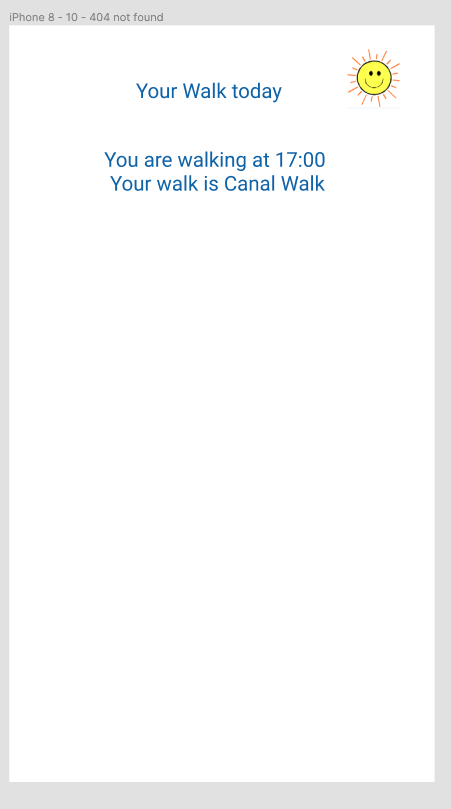 iPhone 8 - 10 - 404 not found
Your Walk today
You are walking at 17:00
Your walk is Canal Walk